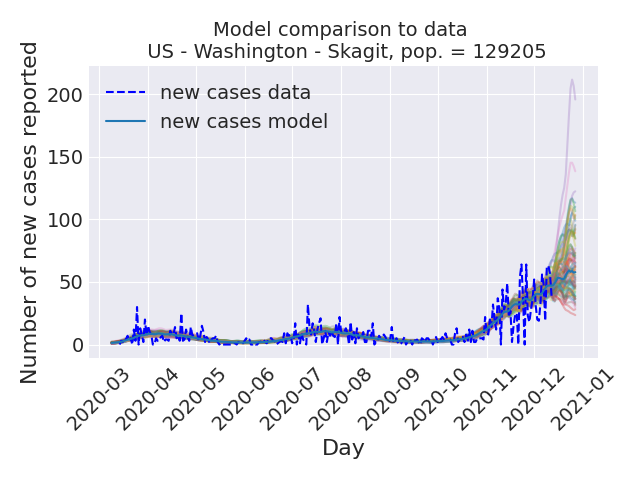 Model comparison to data
US - Washington - Skagit, pop. = 129205
Number of new cases reported
200
150
100
50
0
new cases data
new cases model
2020-03
2020-04
2020-05
2020-06
2020-07
2020-08
2020-09
2020-10
2020-11
2020-12
2021-01
Day